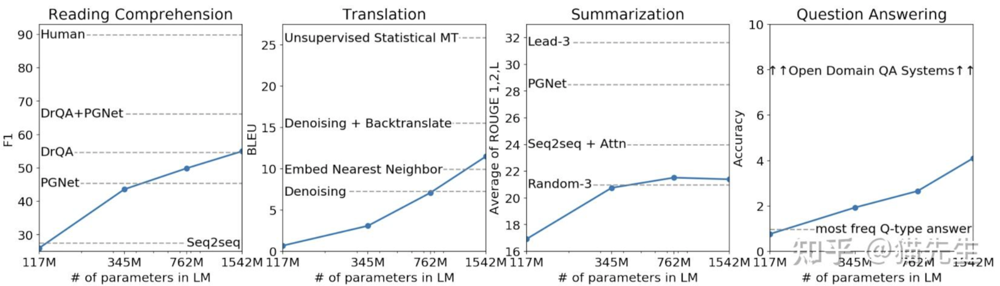 Reading Comprehension
90
80
70
60
50
40
30
F1
Human
DrQA+PGNet
DrQA
PGNet
Seq2seq
117M 345M 762M 1542M
# of parameters in LM
Translation
25
20
15
10
5
0
BLEU
Unsupervised Statistical MT
Denoising + Backtranslate
Embed Nearest Neighbor
Denoising
117M 345M 762M 1542M
# of parameters in LM
Summarization
32
30
28
26
24
22
20
18
16
Average of ROUGE 1,2,L
Lead-3
PGNet
Seq2seq + Attn
Random-3
117M 345M 762M 1542M
# of parameters in LM
Question Answering
10
8
6
4
2
0
Accuracy
↑↑Open Domain QA Systems↑↑
most freq Q-type answer
117M 345M 762M 1542M
# of parameters in LM
知乎 @猫先生